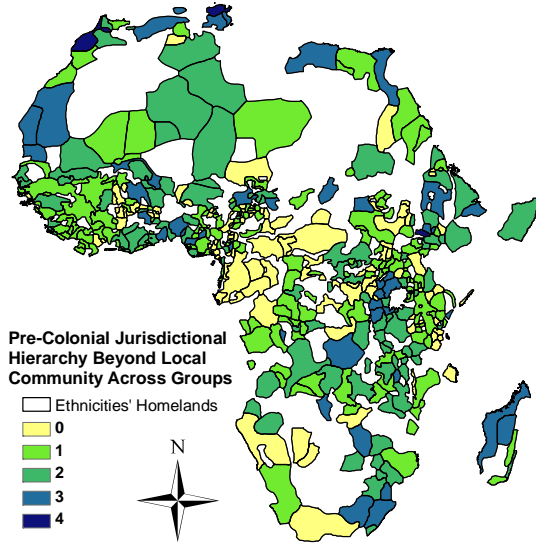 Pre-Colonial Jurisdictional
Hierarchy Beyond Local
Community Across Groups
Ethnicities' Homelands
0
1
2
3
4
N